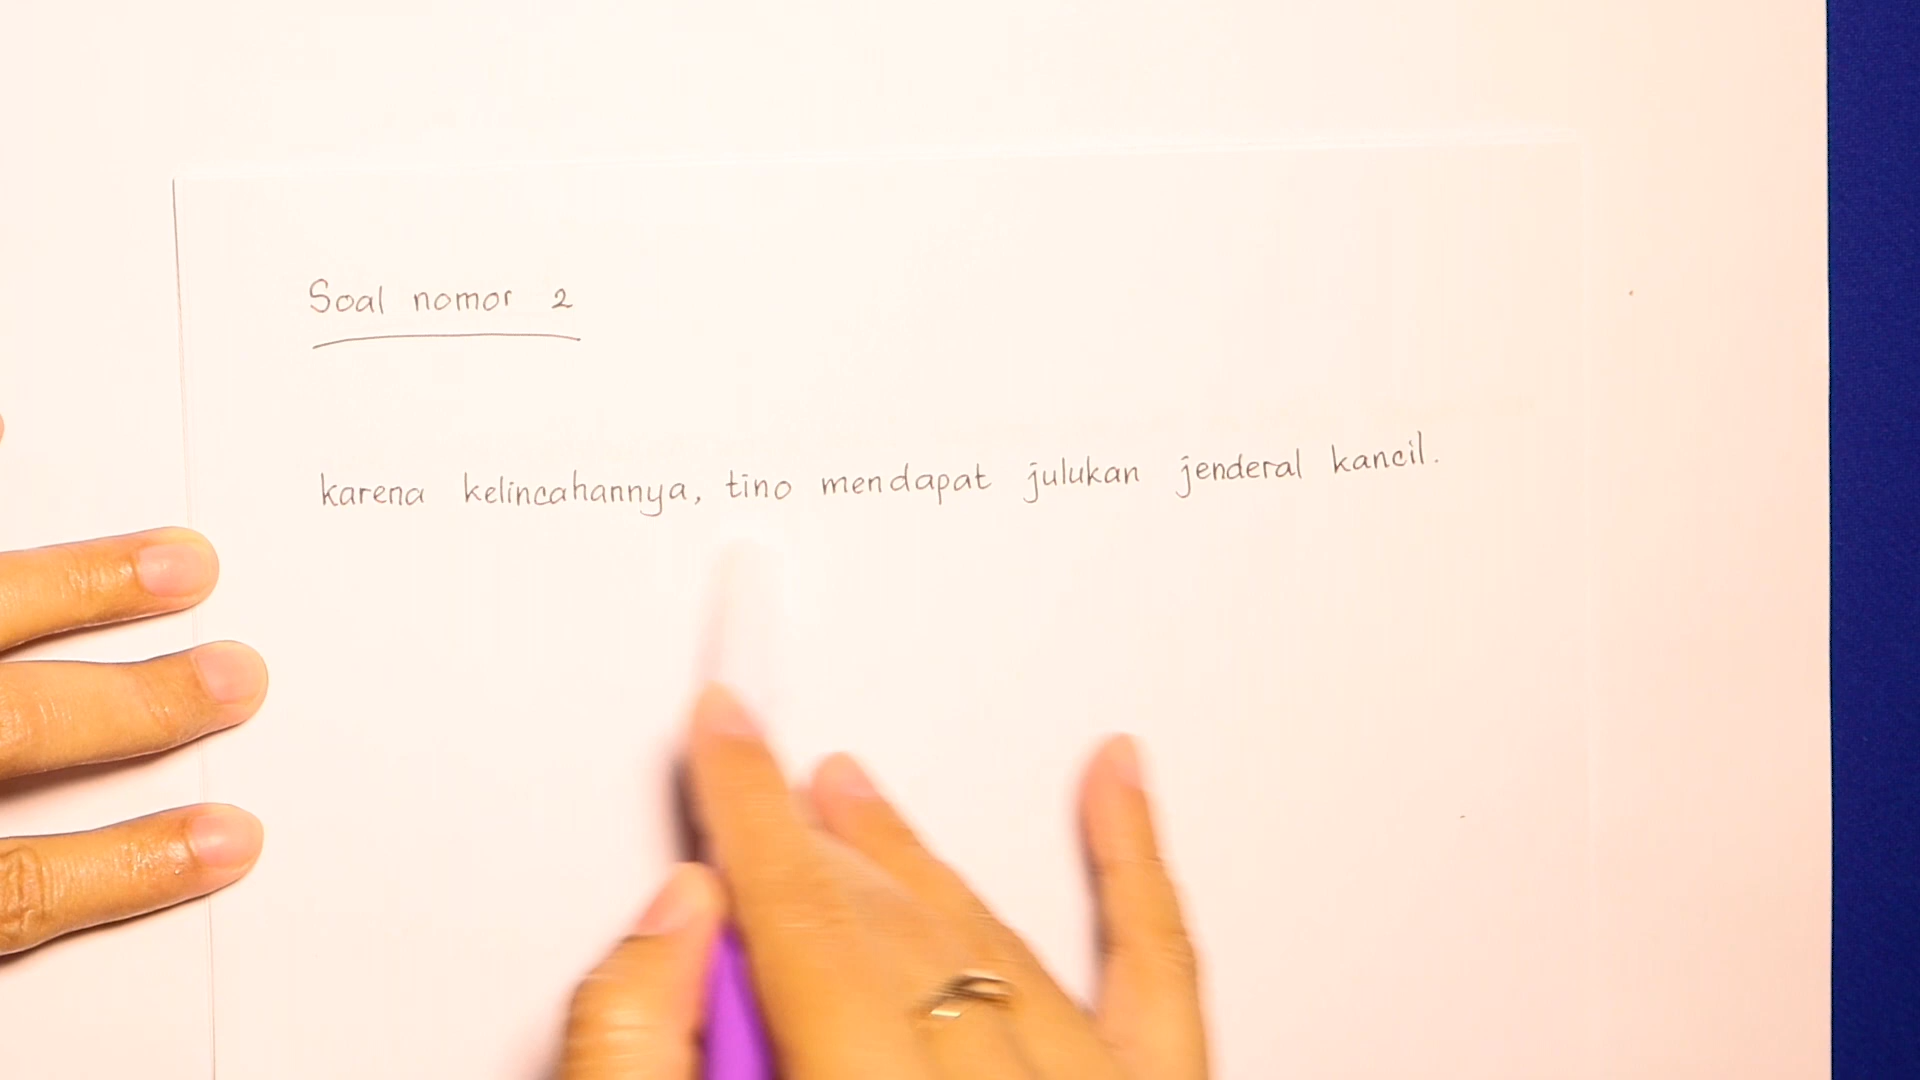 Soal nomor 2
karena kelincahannya, tino mendapat julukan jenderal kancil.